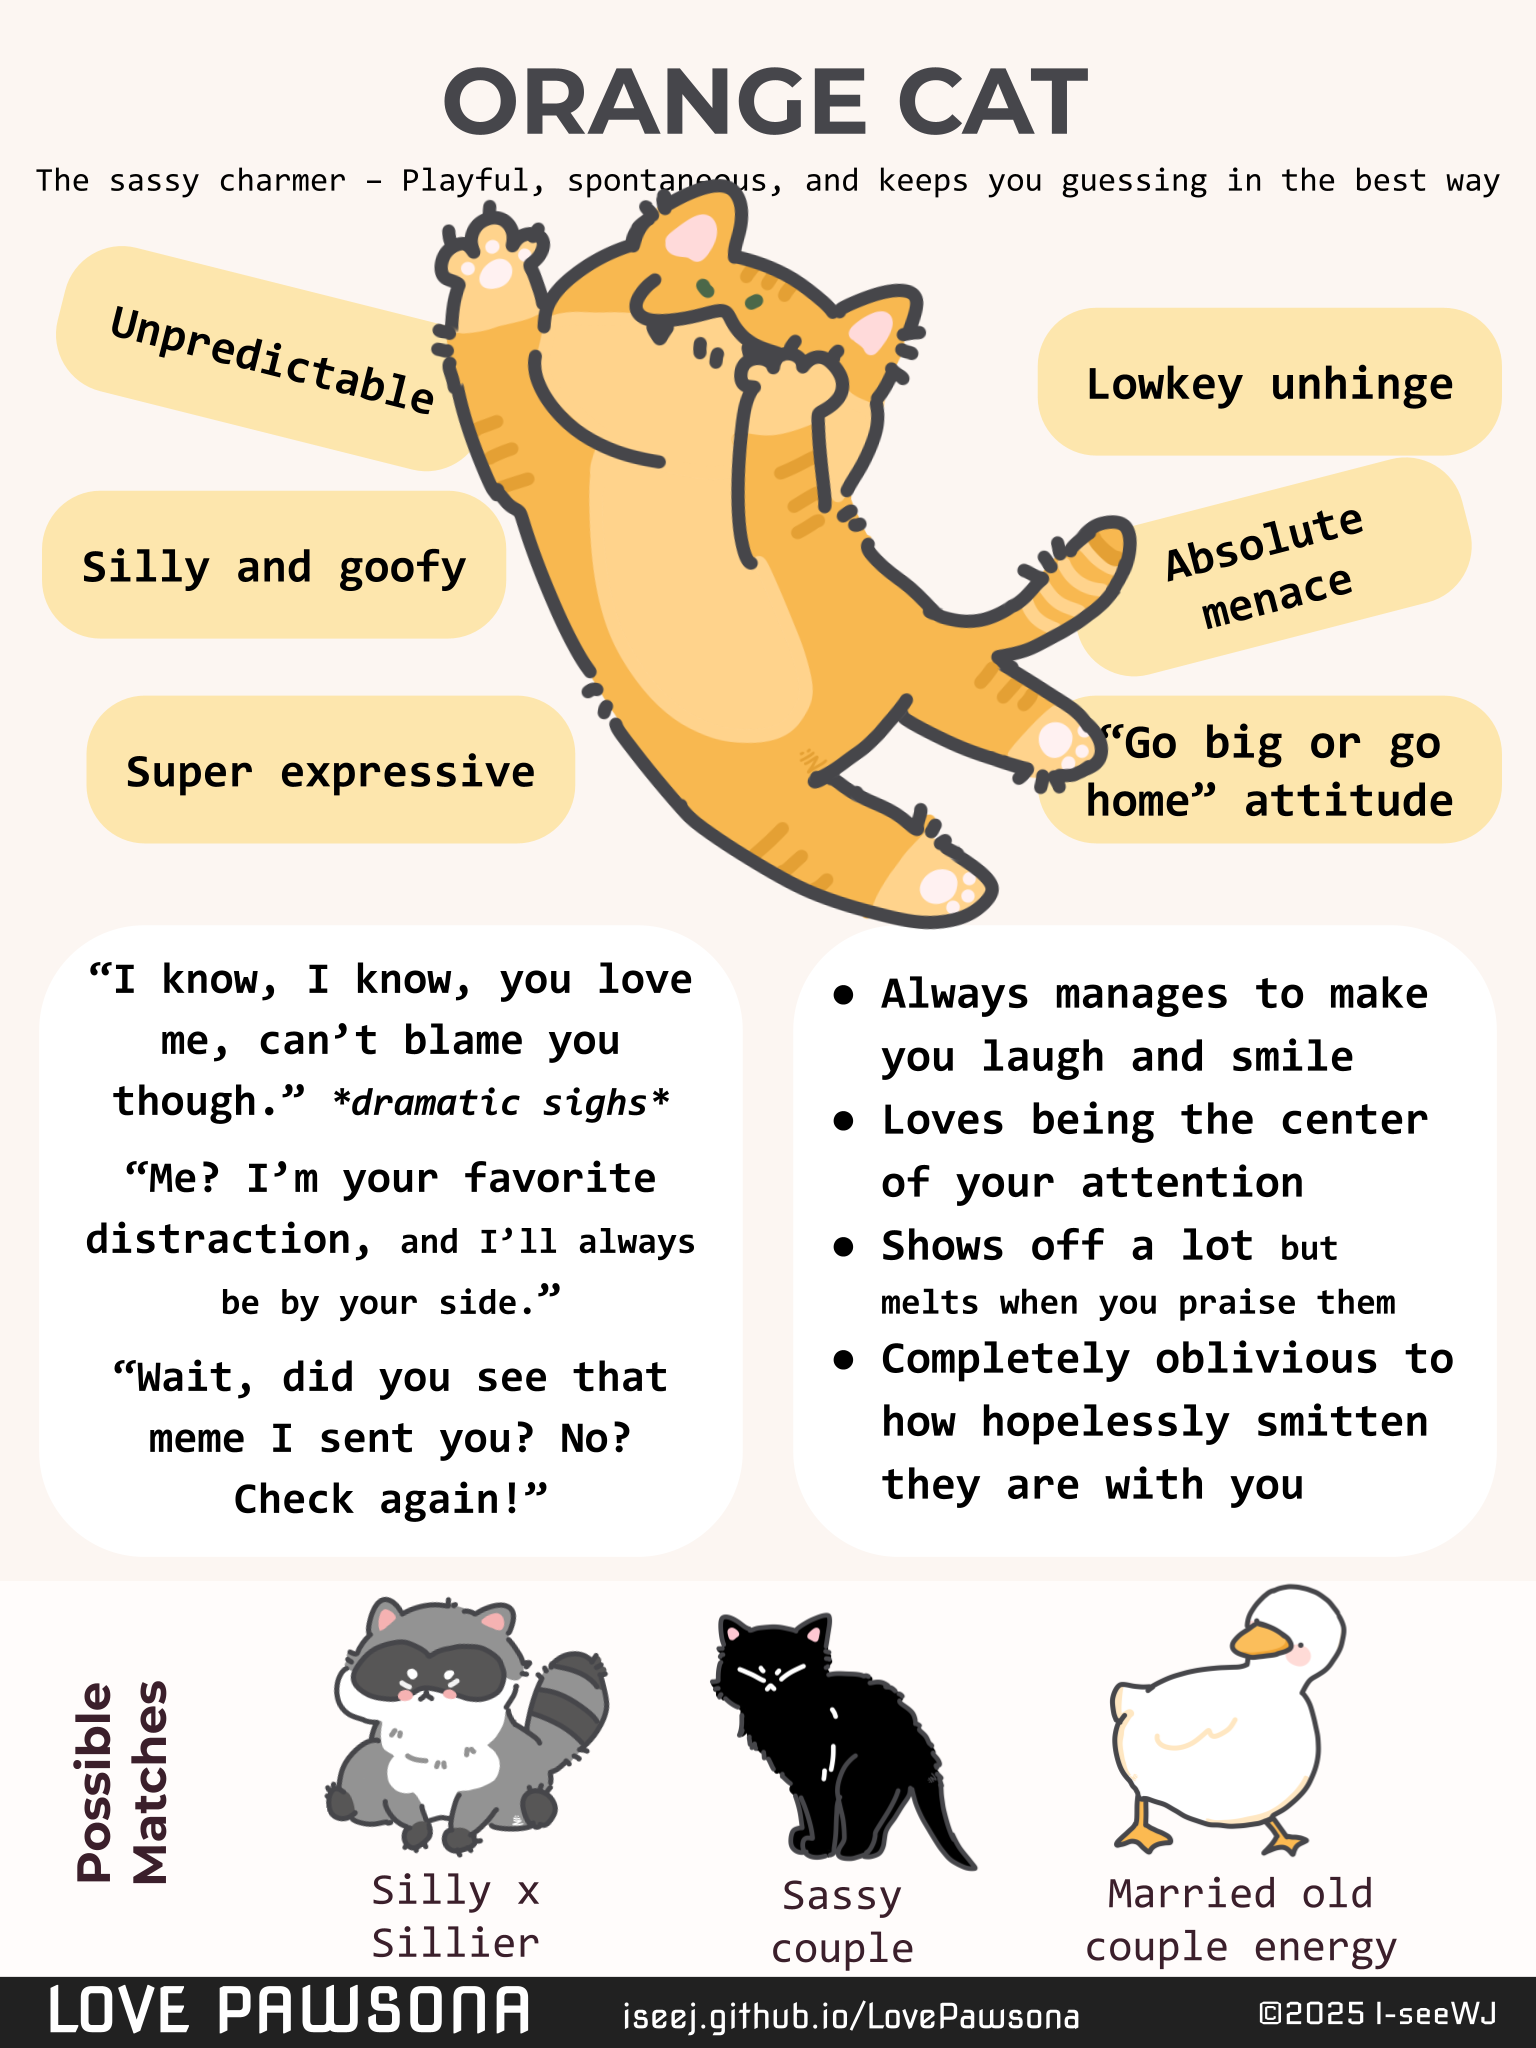 ORANGE CAT
The sassy charmer – Playful, spontaneous, and keeps you guessing in the best way
Unpredictable
Silly and goofy
Super expressive
Lowkey unhinge
Absolute
menace
“Go big or go
home” attitude
“I know, I know, you love
me, can’t blame you
though.” *dramatic sighs*
“Me? I’m your favorite
distraction, and I’ll always
be by your side.”
“Wait, did you see that
meme I sent you? No?
Check again!”
● Always manages to make
you laugh and smile
● Loves being the center
of your attention
● Shows off a lot but
melts when you praise them
● Completely oblivious to
how hopelessly smitten
they are with you
Possible
Matches
Silly x
Sillier
Sassy
couple
Married old
couple energy
LOVE PAWSONA
iseej.github.io/LovePawsona
©2025 I-seeWJ